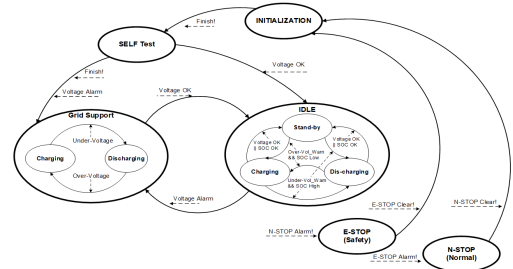 Finish!
INITIALIZATION
SELF Test
Voltage OK
Finish!
Voltage Alarm
Voltage OK
Grid Support
Under-Voltage
Charging
Discharging
Over-Voltage
IDLE
Stand-by
Voltage OK
|| SOC OK
Voltage OK
|| SOC OK
Over-Vol_Warn
&& SOC Low
Charging
Dis-charging
Under-Vol_Warn
&& SOC High
Voltage Alarm
E-STOP Clear!
N-STOP Clear!
N-STOP Alarm!
E-STOP
(Safety)
E-STOP Alarm!
N-STOP
(Normal)